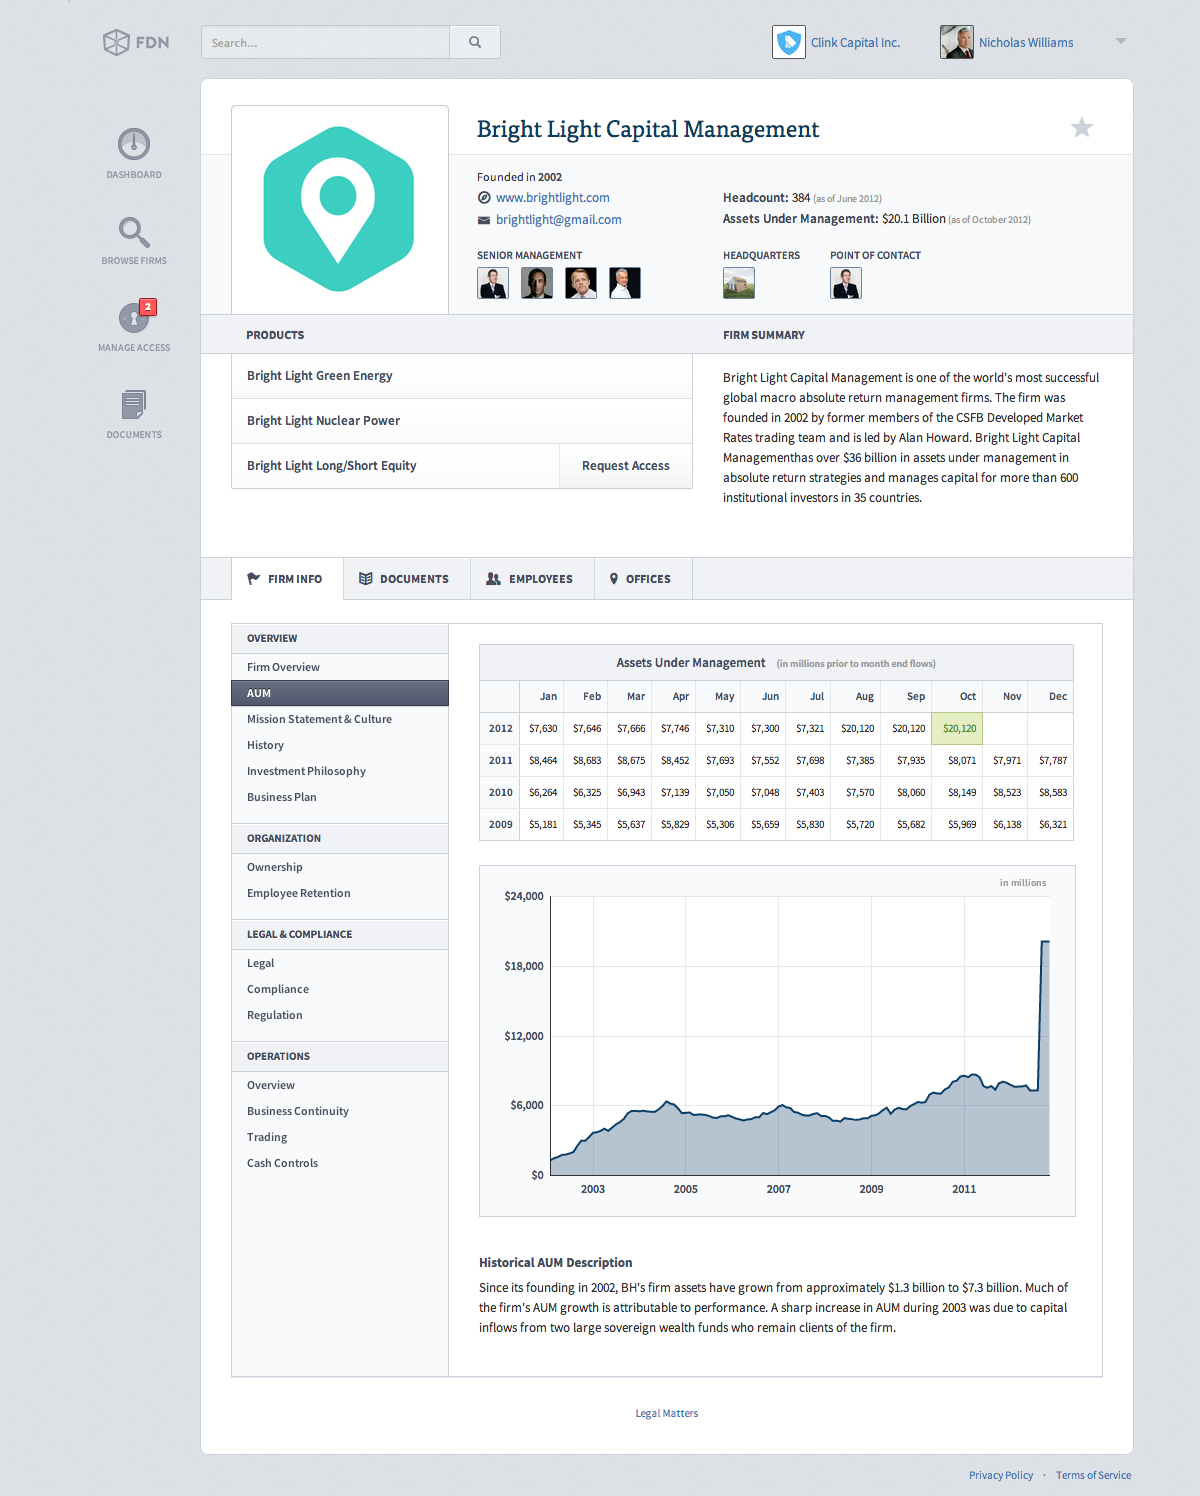 FDN
Search...
Clink Capital Inc.
Nicholas Williams
DASHBOARD
BROWSE FIRMS
2
MANAGE ACCESS
DOCUMENTS
Bright Light Capital Management
Founded in 2002
www.brightlight.com
brightlight@gmail.com
Headcount: 384 (as of June 2012)
Assets Under Management: $20.1 Billion (as of October 2012)
SENIOR MANAGEMENT
HEADQUARTERS
POINT OF CONTACT
PRODUCTS
Bright Light Green Energy
Bright Light Nuclear Power
Bright Light Long/Short Equity Request Access
FIRM SUMMARY
Bright Light Capital Management is one of the world's most successful
global macro absolute return management firms. The firm was
founded in 2002 by former members of the CSFB Developed Market
Rates trading team and is led by Alan Howard. Bright Light Capital
Managementhas over $36 billion in assets under management in
absolute return strategies and manages capital for more than 600
institutional investors in 35 countries.
FIRM INFO DOCUMENTS EMPLOYEES OFFICES
OVERVIEW
Firm Overview
AUM
Mission Statement & Culture
History
Investment Philosophy
Business Plan
ORGANIZATION
Ownership
Employee Retention
LEGAL & COMPLIANCE
Legal
Compliance
Regulation
OPERATIONS
Overview
Business Continuity
Trading
Cash Controls
Assets Under Management (in millions prior to month end flows)
Jan Feb Mar Apr May Jun Jul Aug Sep Oct Nov Dec
2012 $7,630 $7,646 $7,666 $7,746 $7,310 $7,300 $7,321 $20,120 $20,120 $20,120
2011 $8,464 $8,683 $8,675 $8,452 $7,693 $7,552 $7,698 $7,385 $7,935 $8,071 $7,971 $7,787
2010 $6,264 $6,325 $6,943 $7,139 $7,050 $7,048 $7,403 $7,570 $8,060 $8,149 $8,523 $8,583
2009 $5,181 $5,345 $5,637 $5,829 $5,306 $5,659 $5,830 $5,720 $5,682 $5,969 $6,138 $6,321
in millions
$24,000
$18,000
$12,000
$6,000
$0
2003 2005 2007 2009 2011
Historical AUM Description
Since its founding in 2002, BH's firm assets have grown from approximately $1.3 billion to $7.3 billion. Much of
the firm's AUM growth is attributable to performance. A sharp increase in AUM during 2003 was due to capital
inflows from two large sovereign wealth funds who remain clients of the firm.
Legal Matters
Privacy Policy · Terms of Service